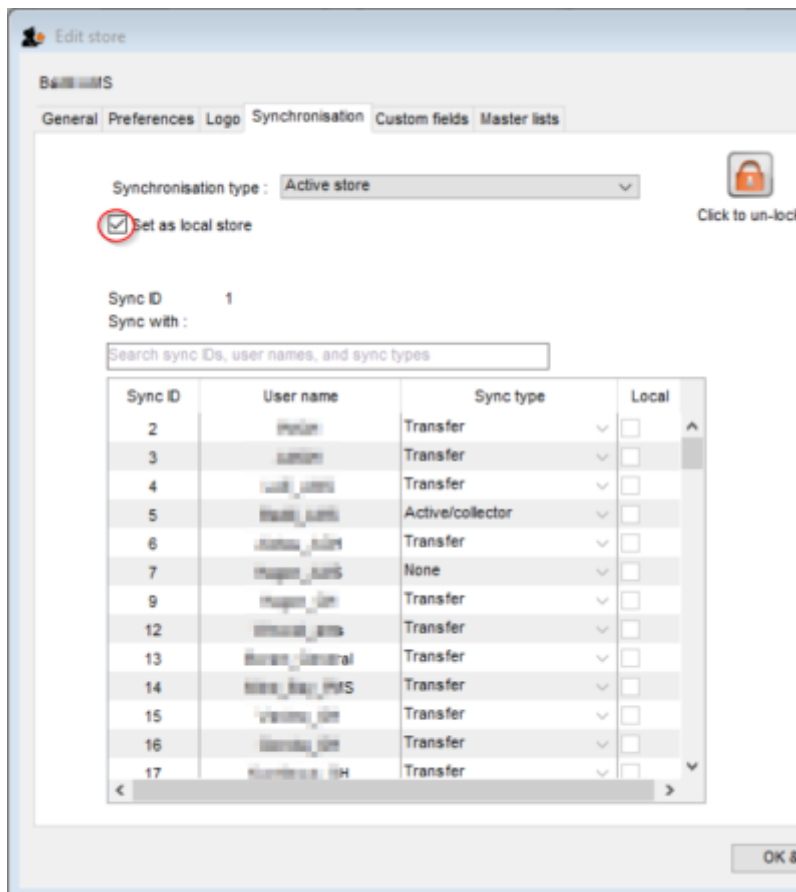 Edit store
General Preferences Logo Synchronisation Custom fields Master lists
Synchronisation type : Active store
Set as local store
Click to un-lock
Sync ID 1
Sync with :
Search sync IDs, user names, and sync types
Sync ID User name Sync type Local
2 Transfer
3 Transfer
4 Transfer
5 Active/collector
6 Transfer
7 None
9 Transfer
12 Transfer
13 Transfer
14 Transfer
15 Transfer
16 Transfer
17 Transfer
OK &